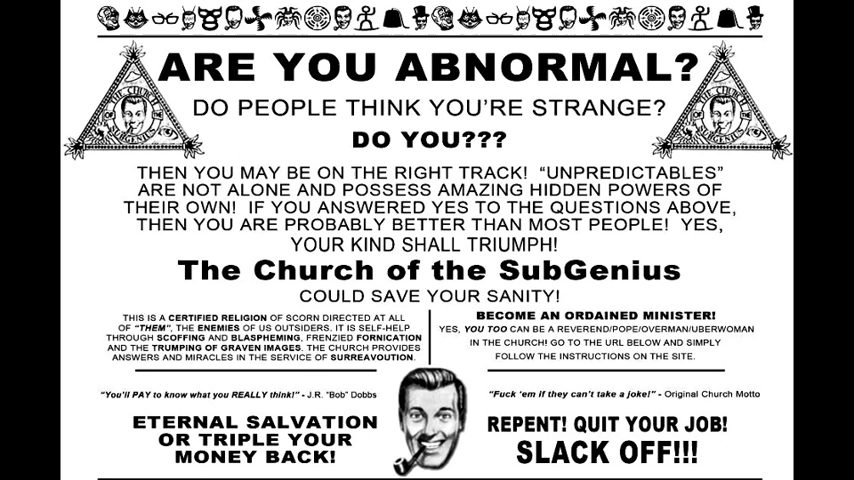 ARE YOU ABNORMAL?
DO PEOPLE THINK YOU'RE STRANGE?
DO YOU???
THEN YOU MAY BE ON THE RIGHT TRACK! "UNPREDICTABLES"
ARE NOT ALONE AND POSSESS AMAZING HIDDEN POWERS OF
THEIR OWN! IF YOU ANSWERED YES TO THE QUESTIONS ABOVE,
THEN YOU ARE PROBABLY BETTER THAN MOST PEOPLE! YES,
YOUR KIND SHALL TRIUMPH!
The Church of the SubGenius
COULD SAVE YOUR SANITY!
THIS IS A CERTIFIED RELIGION OF SCORN DIRECTED AT ALL
OF "THEM", THE ENEMIES OF US OUTSIDERS. IT IS SELF-HELP
THROUGH SCOFFING AND BLASPHEMING, FRENZIED FORNICATION
AND THE TRUMPING OF GRAVEN IMAGES. THE CHURCH PROVIDES
ANSWERS AND MIRACLES IN THE SERVICE OF SURREAVOUTION.
BECOME AN ORDAINED MINISTER!
YES, YOU TOO CAN BE A REVEREND/POPE/OVERMAN/UBERWOMAN
IN THE CHURCH! GO TO THE URL BELOW AND SIMPLY
FOLLOW THE INSTRUCTIONS ON THE SITE.
"You'll PAY to know what you REALLY think!" - J.R. "Bob" Dobbs
ETERNAL SALVATION
OR TRIPLE YOUR
MONEY BACK!
"Fuck 'em if they can't take a joke!" - Original Church Motto
REPENT! QUIT YOUR JOB!
SLACK OFF!!!
THE CHURCH
OF
SUBGENIUS
THE CHURCH
OF
SUBGENIUS